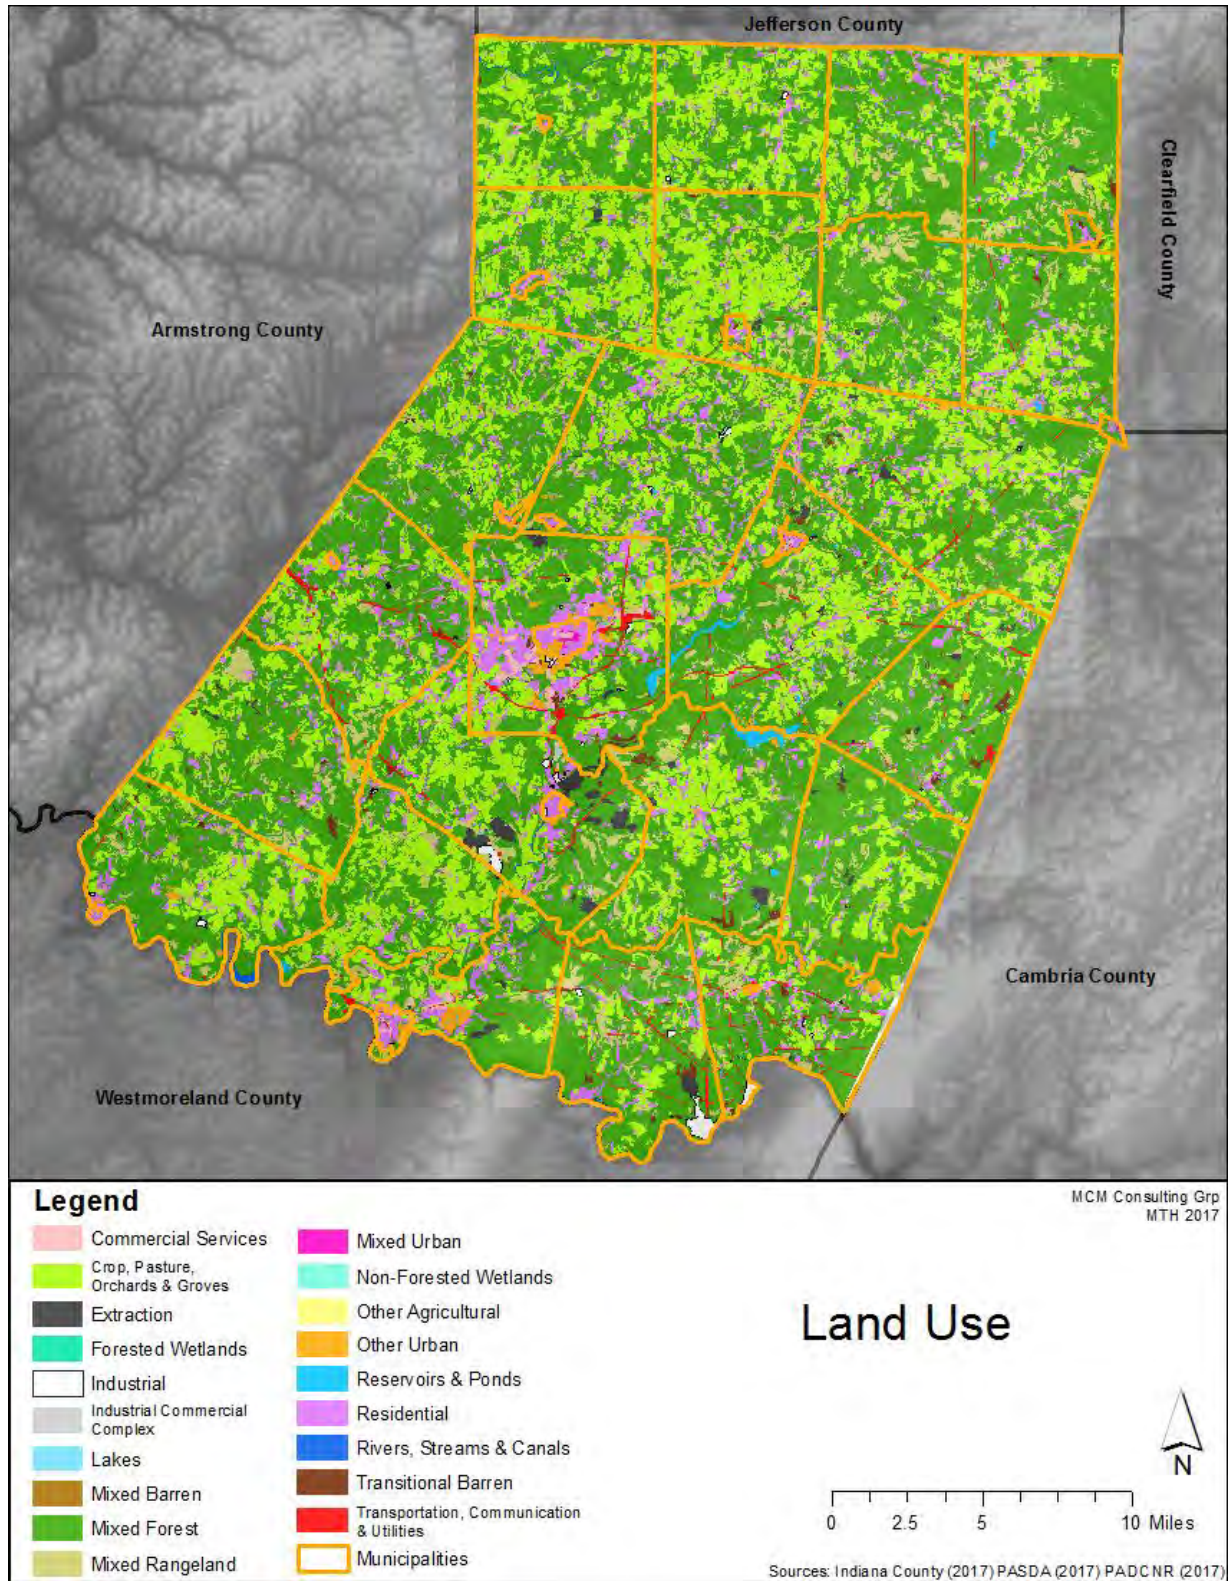 Jefferson County
Clearfield County
Armstrong County
Cambria County
Westmoreland County
Legend
Commercial Services
Crop, Pasture,
Orchards & Groves
Extraction
Forested Wetlands
Industrial
Industrial Commercial
Complex
Lakes
Mixed Barren
Mixed Forest
Mixed Rangeland
Mixed Urban
Non-Forested Wetlands
Other Agricultural
Other Urban
Reservoirs & Ponds
Residential
Rivers, Streams & Canals
Transitional Barren
Transportation, Communication
& Utilities
Municipalities
MCM Consulting Grp
MTH 2017
Land Use
N
0 2.5 5 10 Miles
Sources: Indiana County (2017) PASDA (2017) PADCNR (2017)